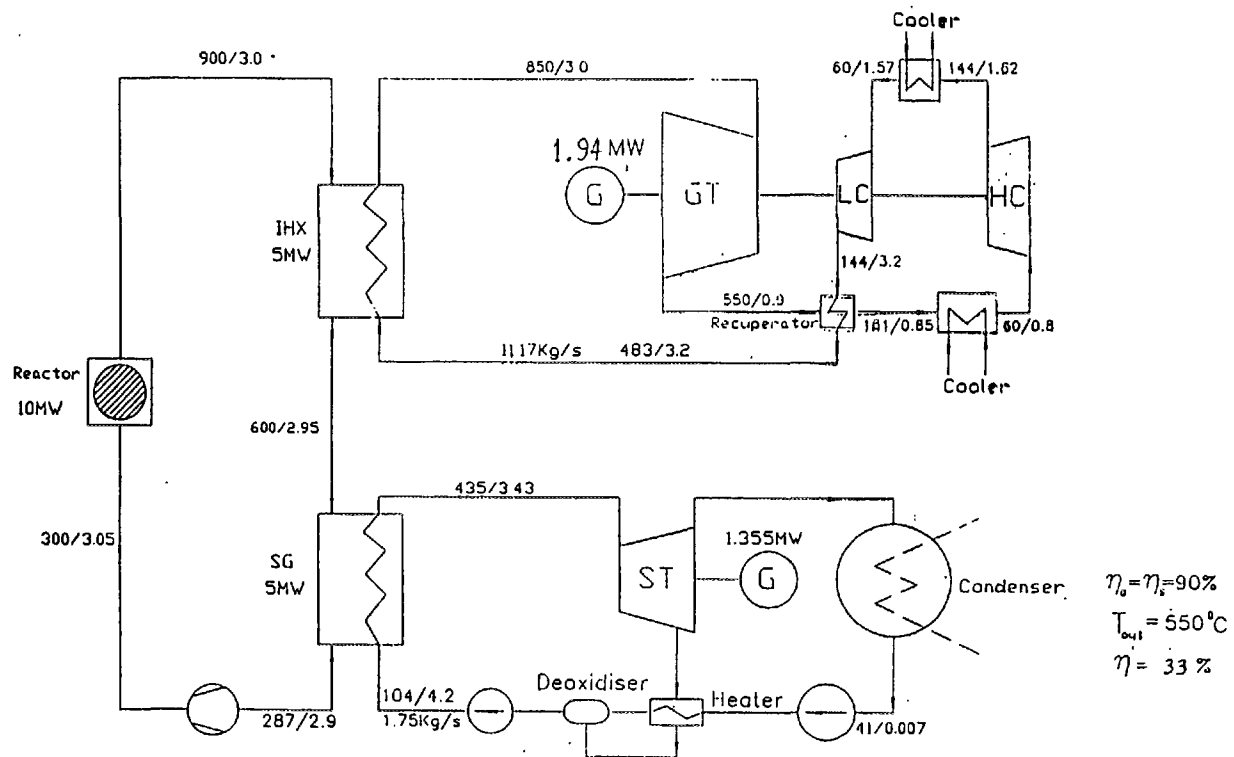 Cooler
900/3.0
850/3.0
60/1.57
144/1.62
1.94 MW
G
GT
LC
HC
IHX
5MW
144/3.2
550/0.9
Recuperator
181/0.85
60/0.8
1117Kg/s
483/3.2
Cooler
Reactor
10MW
600/2.95
435/3.43
300/3.05
SG
5MW
1.355MW
ST
G
Condenser
η = η = 90%
T = 550°C
η = 33 %
Deoxidiser
Heater
104/4.2
1.75Kg/s
287/2.9
41/0.007